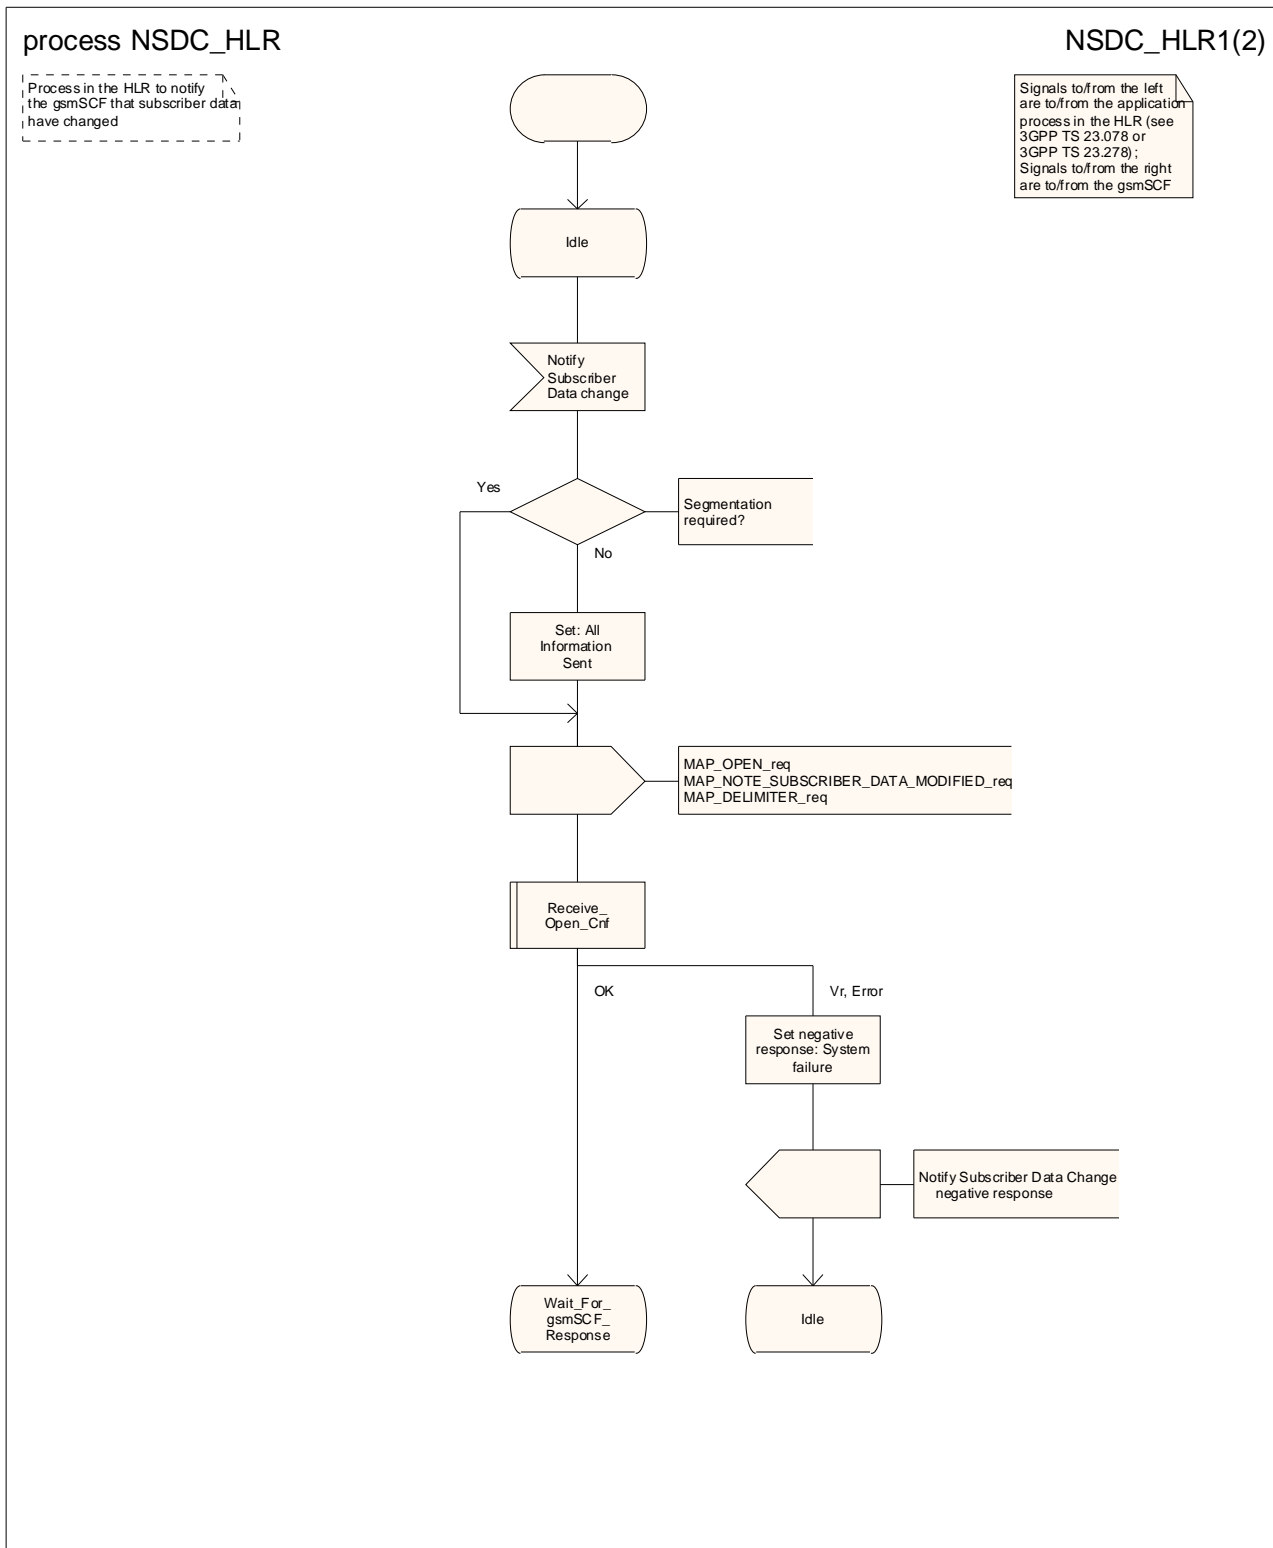 process NSDC_HLR
NSDC_HLR1(2)
Process in the HLR to notify
the gsmSCF that subscriber data
have changed
Signals to/from the left
are to/from the application
process in the HLR (see
3GPP TS 23.078 or
3GPP TS 23.278);
Signals to/from the right
are to/from the gsmSCF
Idle
Notify
Subscriber
Data change
Yes
Segmentation
required?
No
Set: All
Information
Sent
MAP_OPEN_req
MAP_NOTE_SUBSCRIBER_DATA_MODIFIED_req
MAP_DELIMITER_req
Receive_
Open_Cnf
OK
Vr, Error
Set negative
response: System
failure
Notify Subscriber Data Change
negative response
Wait_For_
gsmSCF_
Response
Idle